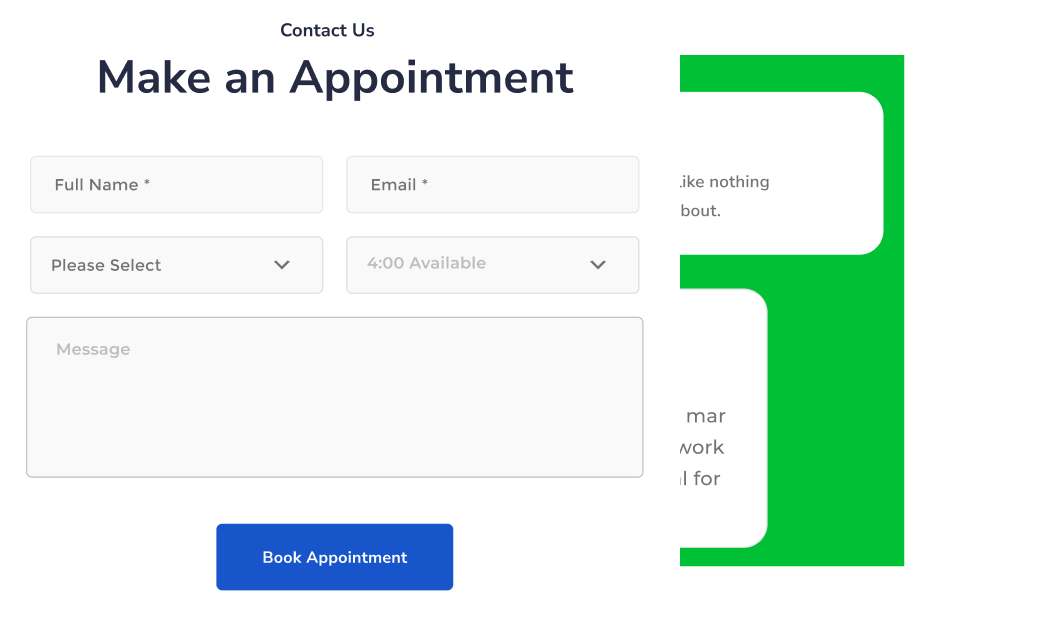 Contact Us
Make an Appointment
Full Name *
Email *
Please Select
4:00 Available
Message
Book Appointment
Like nothing
bout.
mar
work
l for